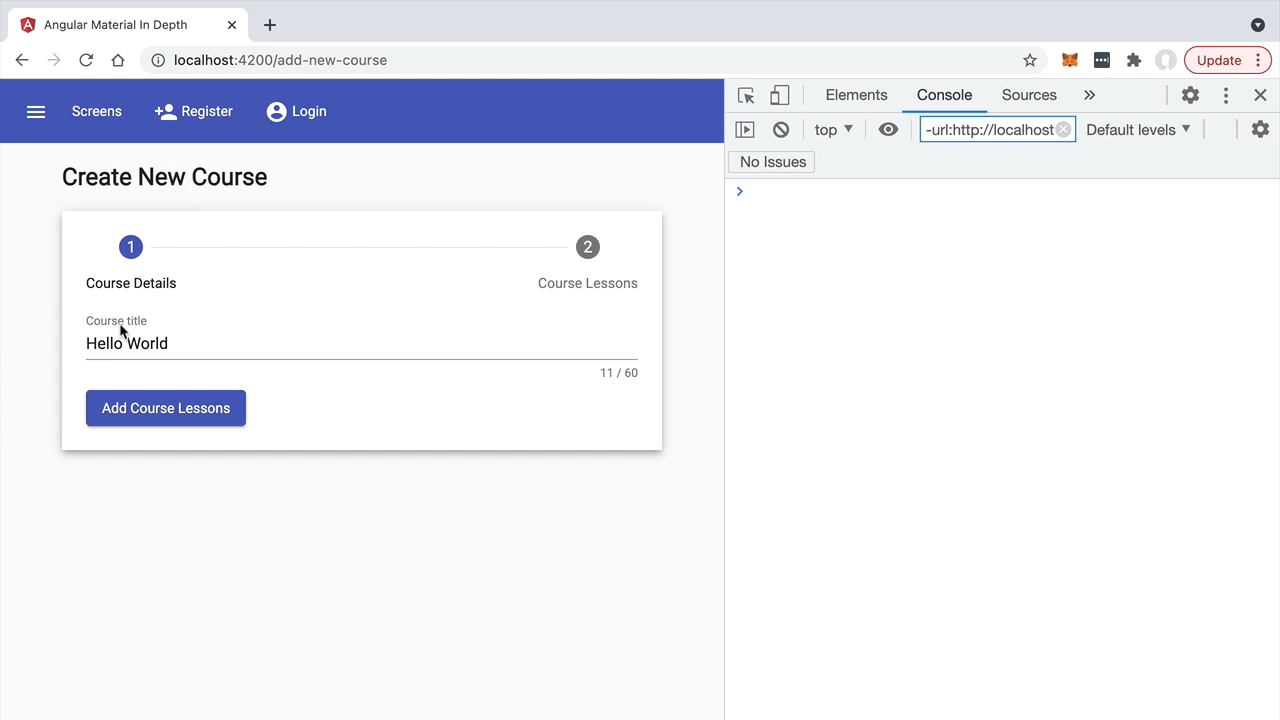 Angular Material In Depth
localhost:4200/add-new-course
Update
Screens
Register
Login
Elements
Console
Sources
top
-url:http://localhost
Default levels
No Issues
Create New Course
1
2
Course Details
Course Lessons
Course title
Hello World
11 / 60
Add Course Lessons